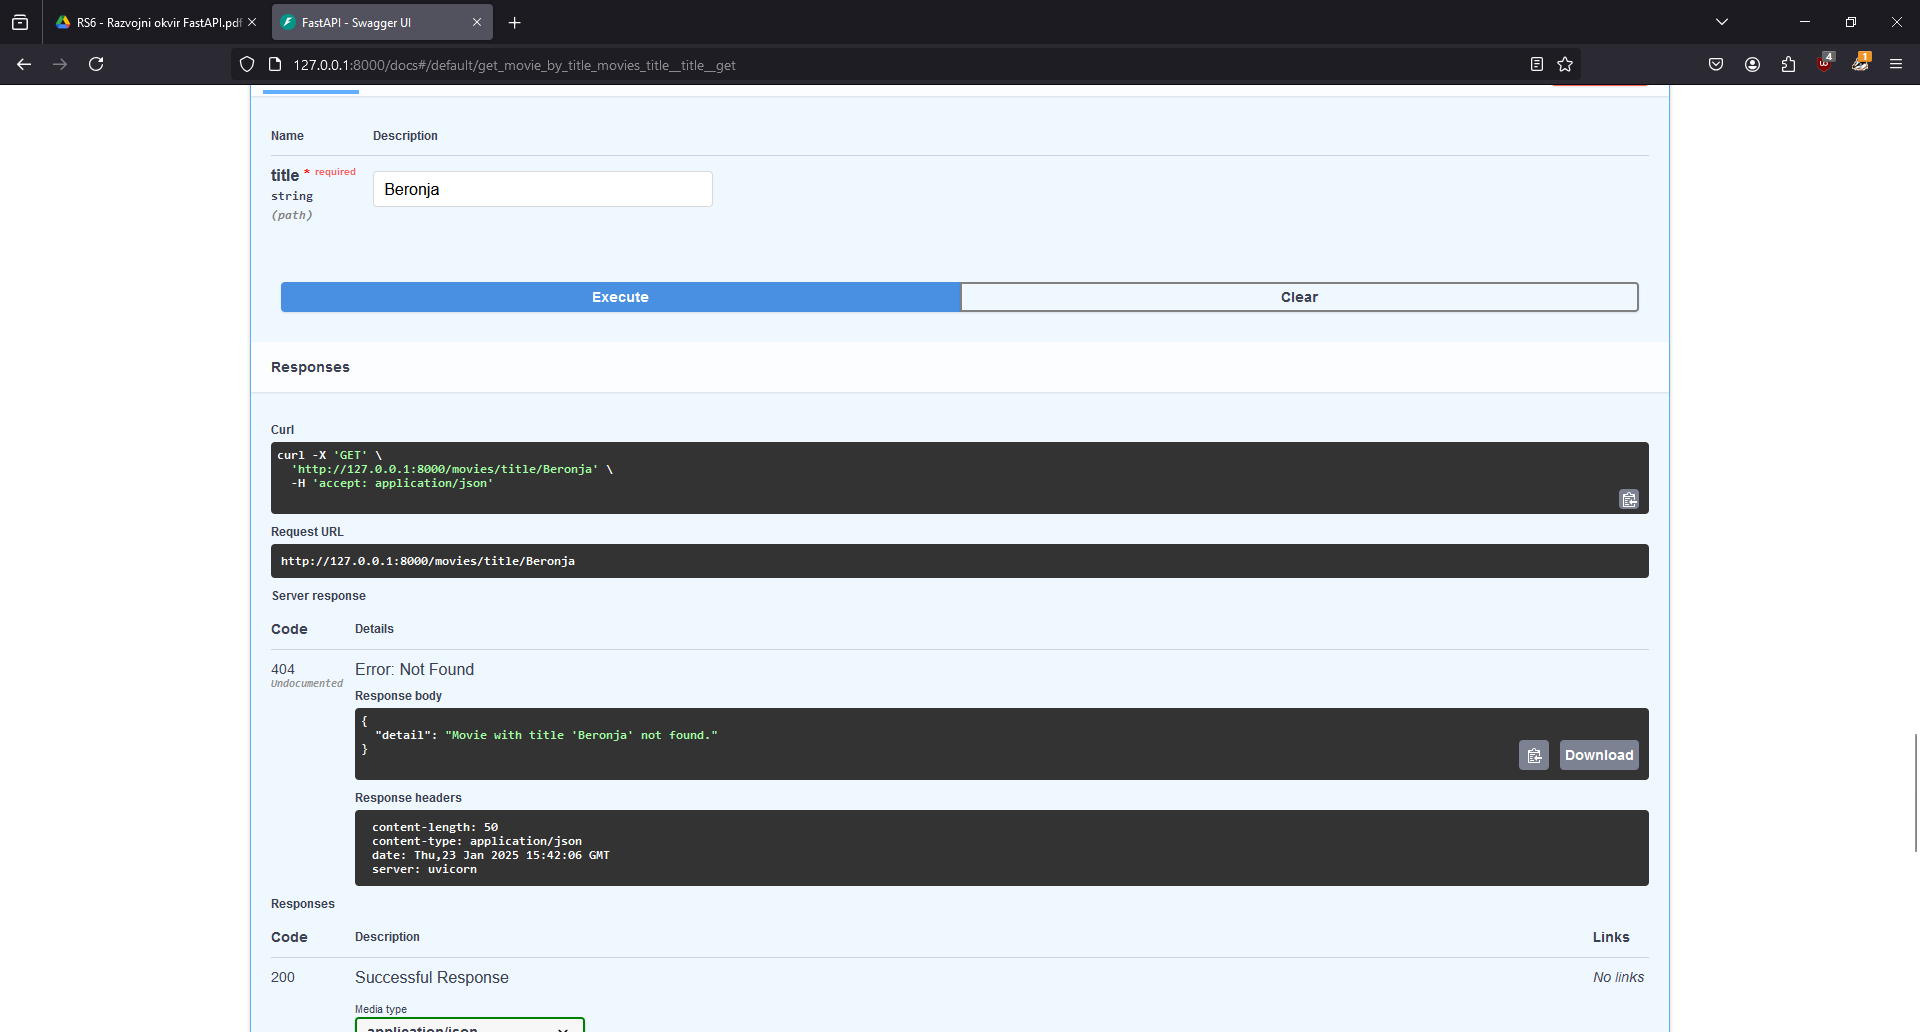 RS6 - Razvojni okvir FastAPI.pdf
FastAPI - Swagger UI
127.0.0.1:8000/docs#/default/get_movie_by_title_movies_title__title__get
4
1
Name Description
title * required
string
(path)
Beronja
Execute Clear
Responses
Curl
curl -X 'GET' \
'http://127.0.0.1:8000/movies/title/Beronja' \
-H 'accept: application/json'
Request URL
http://127.0.0.1:8000/movies/title/Beronja
Server response
Code Details
404
Undocumented
Error: Not Found
Response body
{
"detail": "Movie with title 'Beronja' not found."
}
Download
Response headers
content-length: 50
content-type: application/json
date: Thu,23 Jan 2025 15:42:06 GMT
server: uvicorn
Responses
Code Description Links
200 Successful Response No links
Media type
application/json